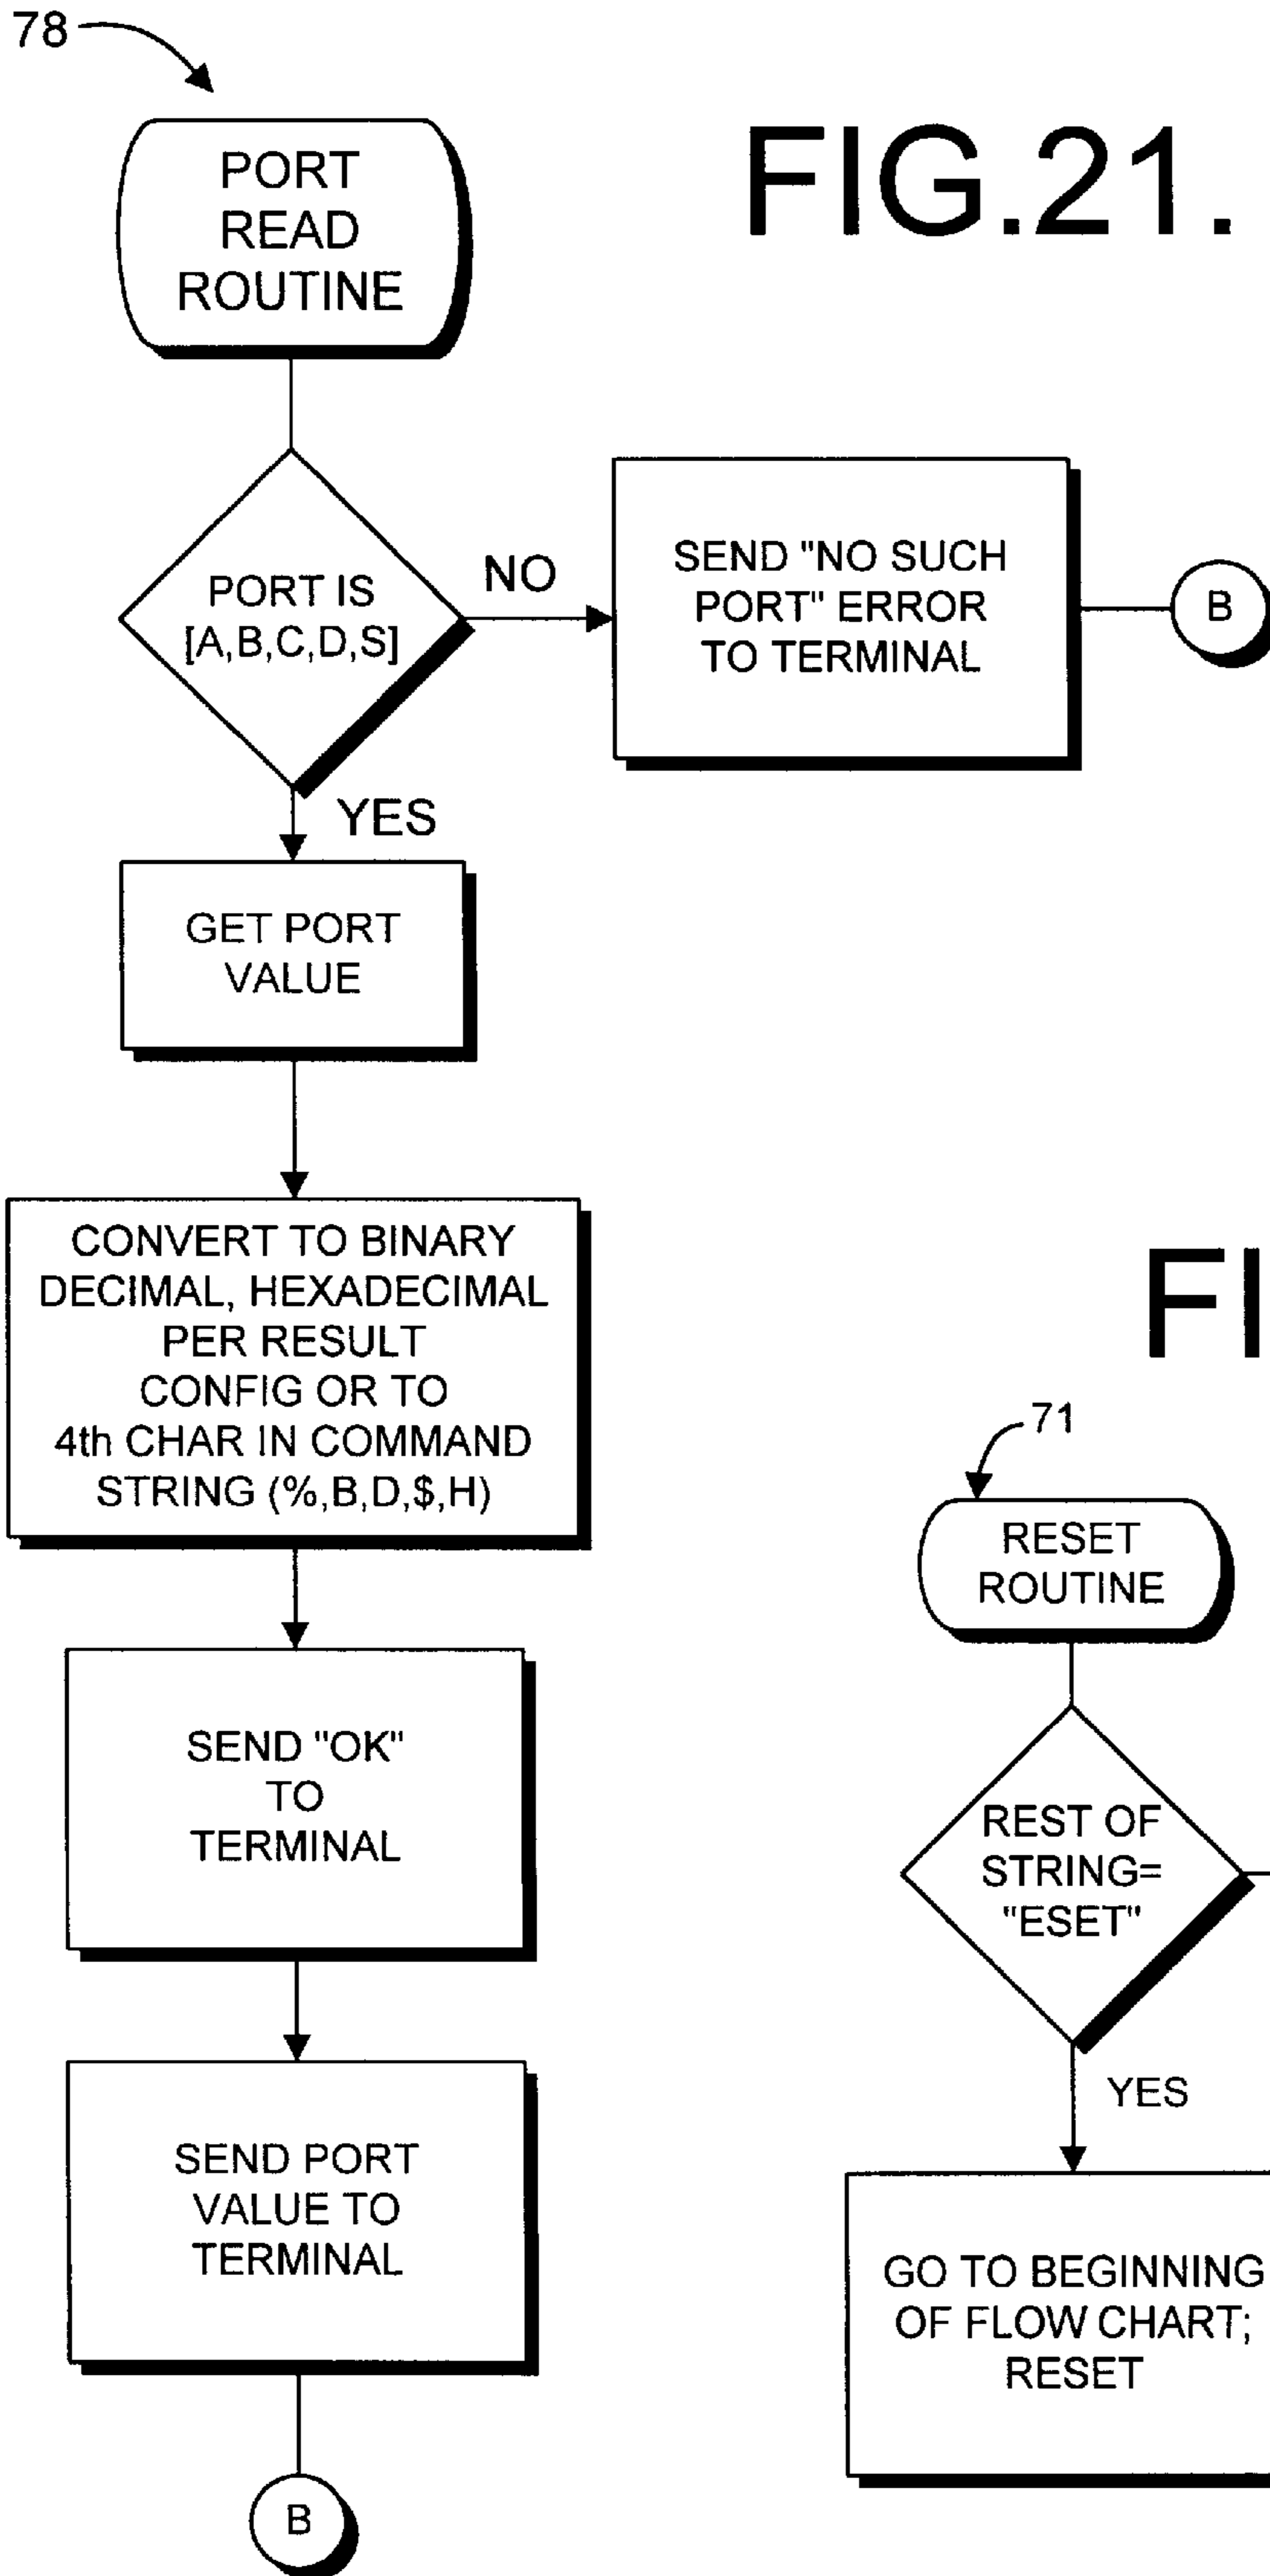 78
FIG.21.
PORT
READ
ROUTINE
PORT IS
[A,B,C,D,S]
NO
SEND "NO SUCH
PORT" ERROR
TO TERMINAL
B
YES
GET PORT
VALUE
CONVERT TO BINARY
DECIMAL, HEXADECIMAL
PER RESULT
CONFIG OR TO
4th CHAR IN COMMAND
STRING (%,B,D,$,H)
SEND "OK"
TO
TERMINAL
SEND PORT
VALUE TO
TERMINAL
B
FI
71
RESET
ROUTINE
REST OF
STRING=
"ESET"
YES
GO TO BEGINNING
OF FLOW CHART;
RESET